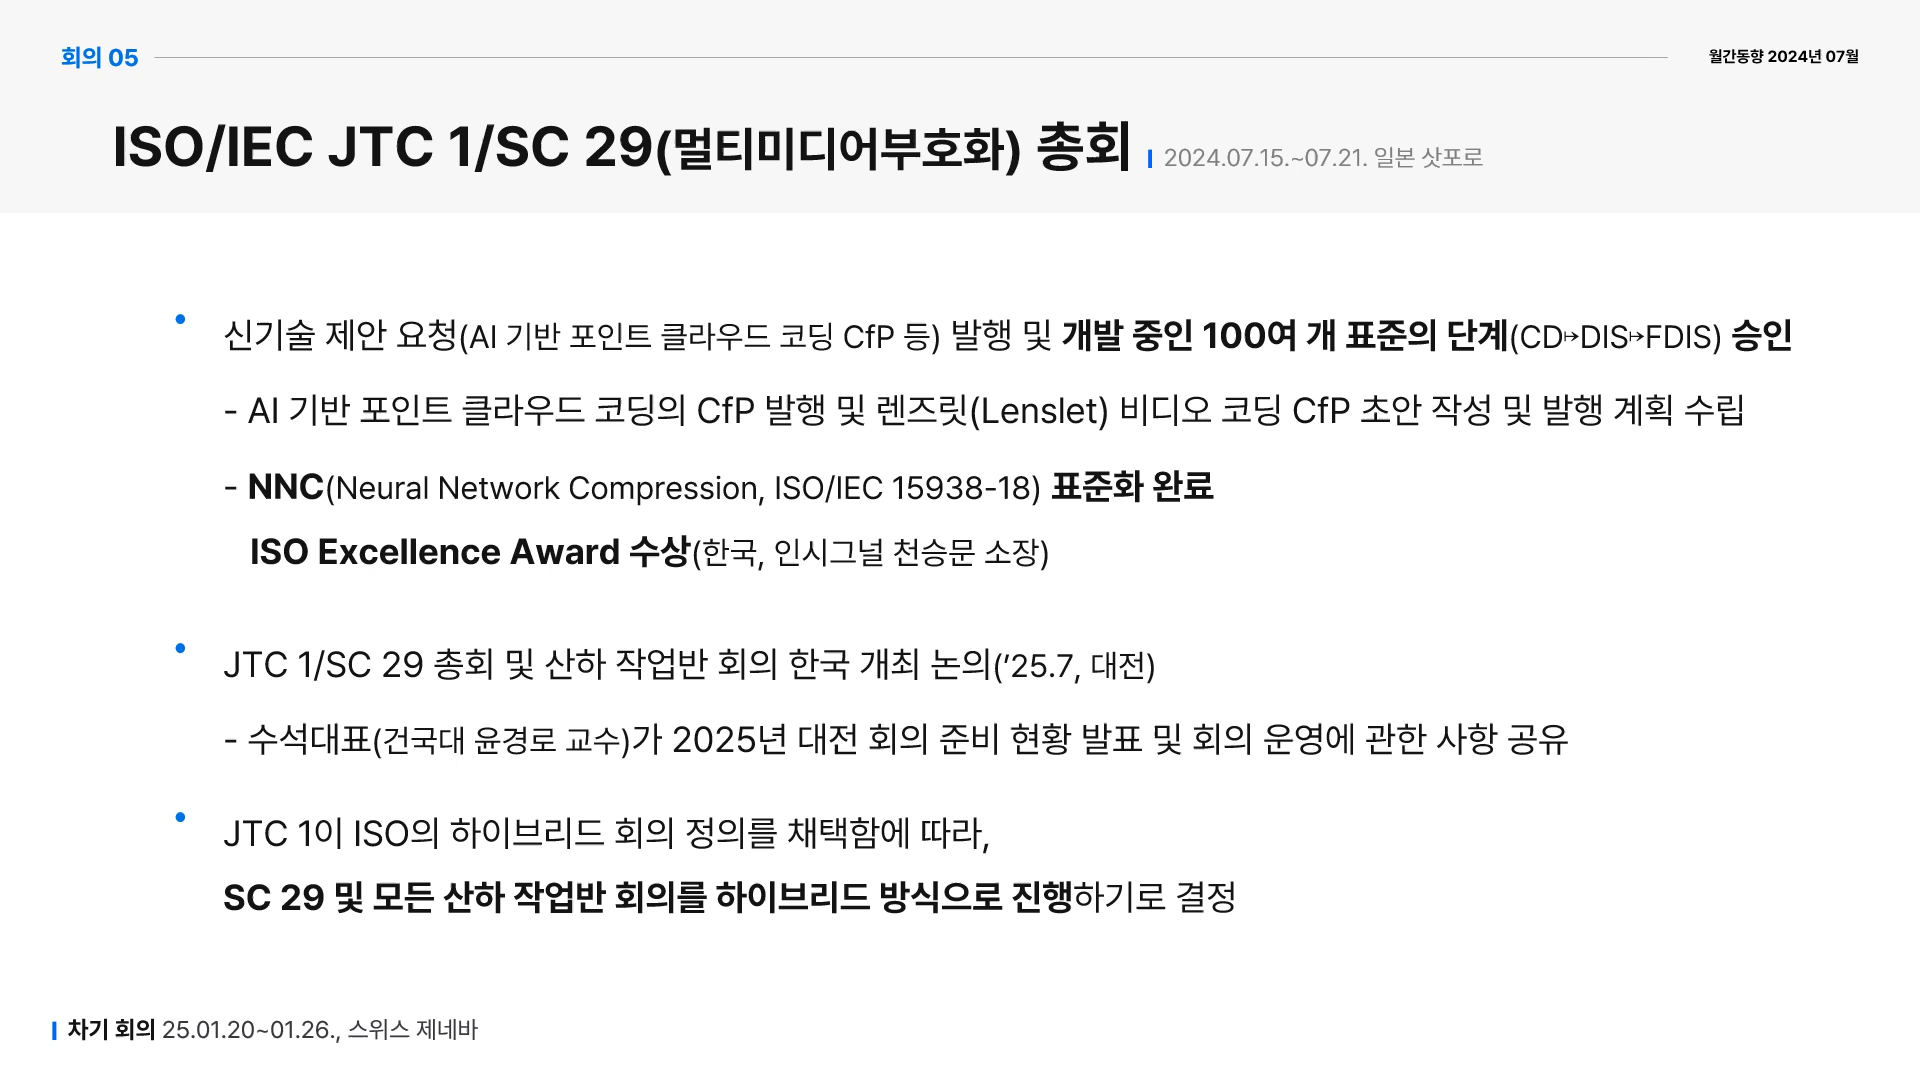 회의 05
월간동향 2024년 07월
ISO/IEC JTC 1/SC 29(멀티미디어부호화) 총회 2024.07.15.~07.21. 일본 삿포로
• 신기술 제안 요청(AI 기반 포인트 클라우드 코딩 CfP 등) 발행 및 개발 중인 100여 개 표준의 단계(CD↦DIS↦FDIS) 승인
- AI 기반 포인트 클라우드 코딩의 CfP 발행 및 렌즈릿(Lenslet) 비디오 코딩 CfP 초안 작성 및 발행 계획 수립
- NNC(Neural Network Compression, ISO/IEC 15938-18) 표준화 완료
ISO Excellence Award 수상(한국, 인시그널 천승문 소장)
• JTC 1/SC 29 총회 및 산하 작업반 회의 한국 개최 논의(’25.7, 대전)
- 수석대표(건국대 윤경로 교수)가 2025년 대전 회의 준비 현황 발표 및 회의 운영에 관한 사항 공유
• JTC 1이 ISO의 하이브리드 회의 정의를 채택함에 따라,
SC 29 및 모든 산하 작업반 회의를 하이브리드 방식으로 진행하기로 결정
차기 회의 25.01.20~01.26., 스위스 제네바